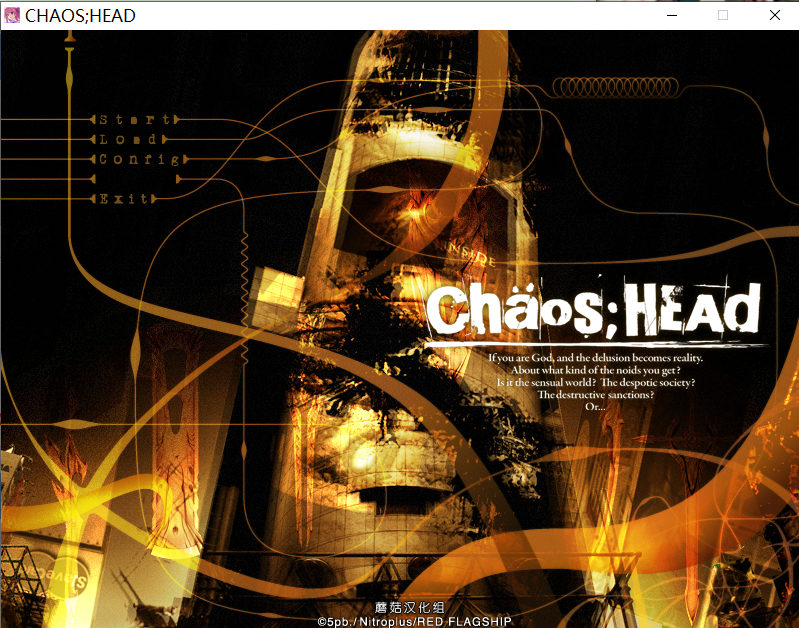 CHAOS;HEAD
Start
Load
Config
Exit
INSIDE
Chäos;HEAd
If you are God, and the delusion becomes reality.
About what kind of the noids you get?
Is it the sensual world? The despotic society?
The destructive sanctions?
Or...
蘑菇汉化组
©5pb./Nitroplus/RED FLAGSHIP